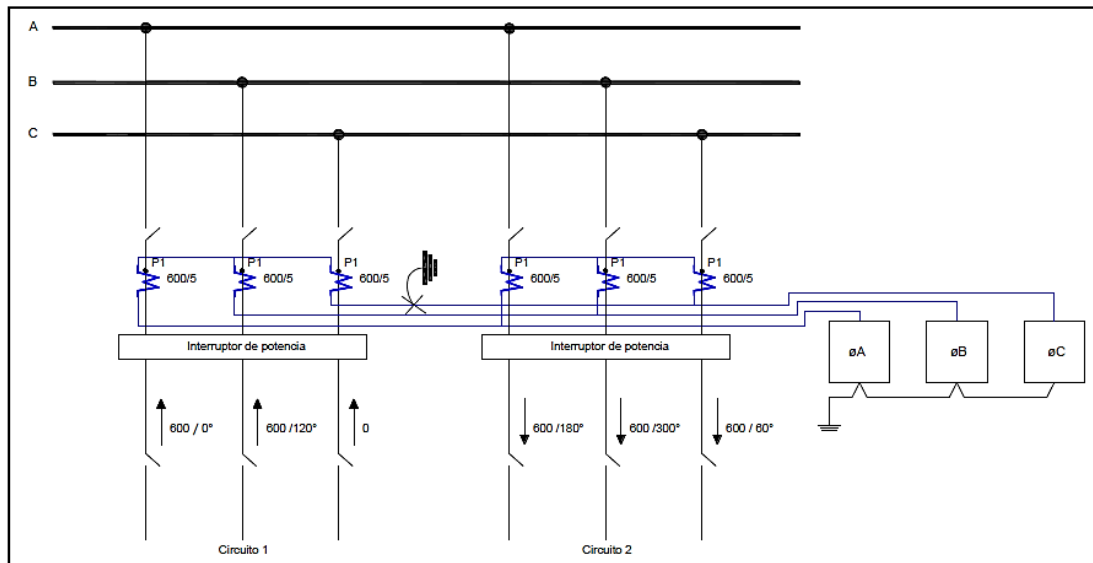 A
B
C
P1
P1
P1
P1
P1
P1
600/5
600/5
600/5
600/5
600/5
600/5
Interruptor de potencia
Interruptor de potencia
øA
øB
øC
600 / 0°
600 /120°
0
600 /180°
600 /300°
600 / 60°
Circuito 1
Circuito 2